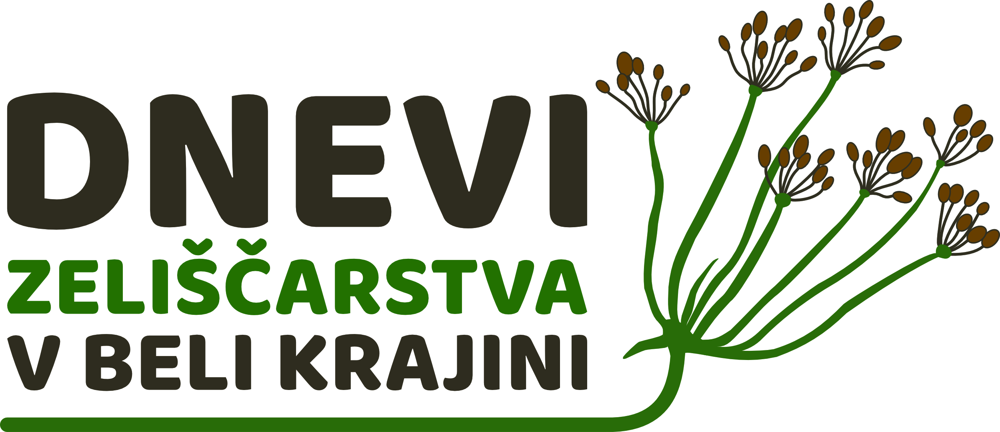 DNEVI
ZELIŠČARSTVA
V BELI KRAJINI